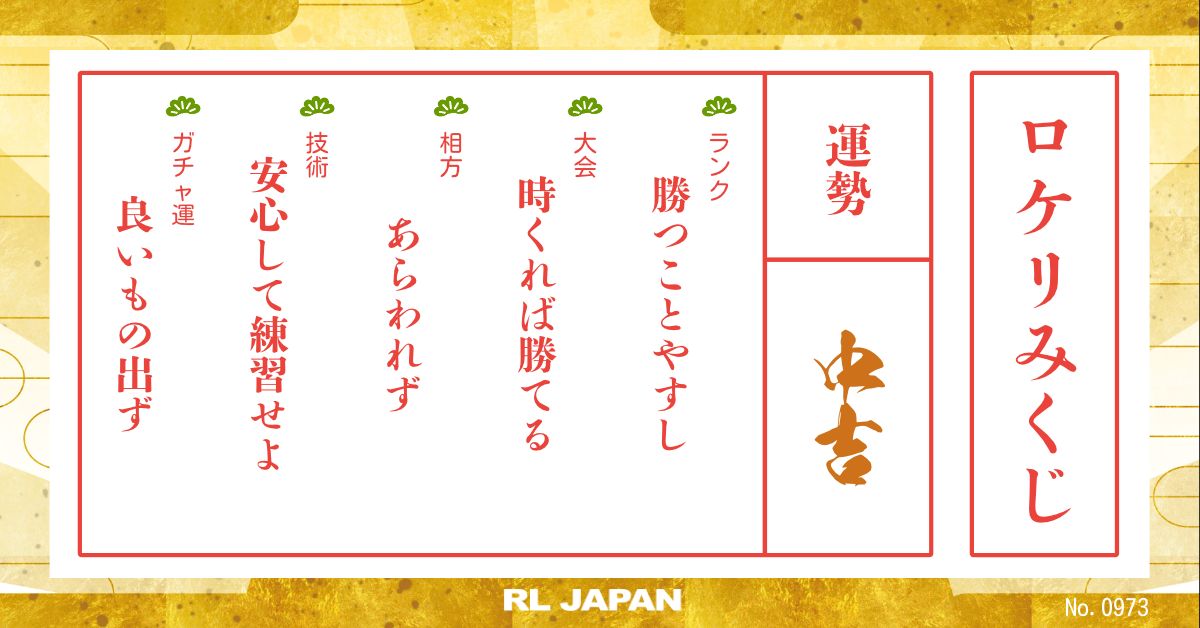 ロケリみくじ
運勢
中吉
ランク
勝つことやすし
大会
時くれば勝てる
相方
あらわれず
技術
安心して練習せよ
ガチャ運
良いもの出ず
RL JAPAN
No. 0973